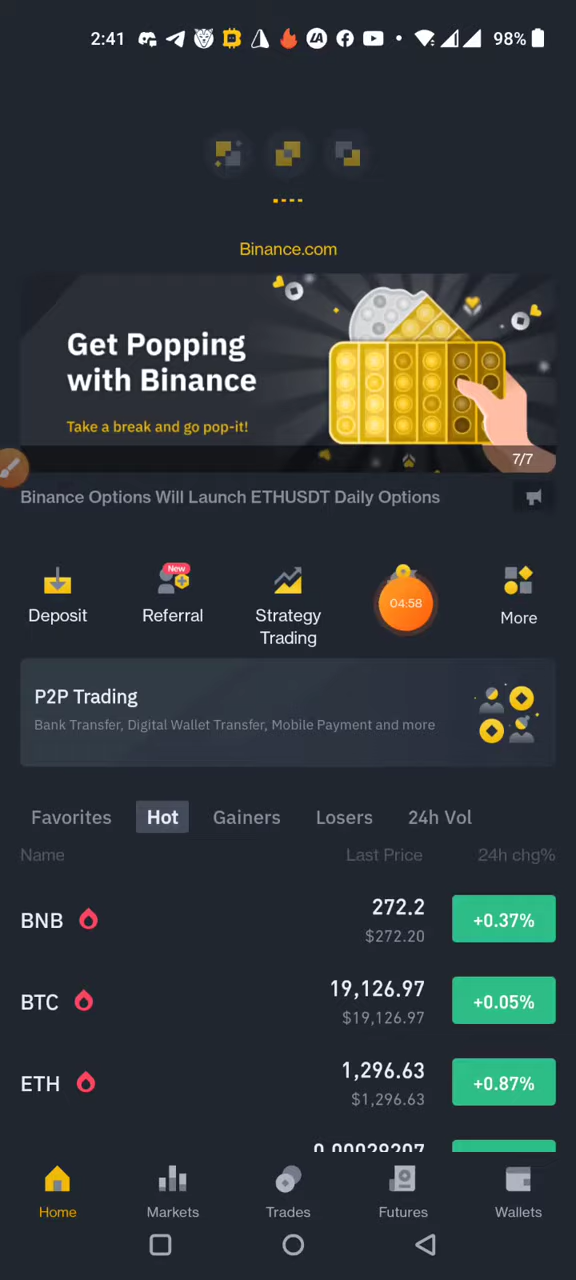 2:41
98%
Binance.com
Get Popping
with Binance
Take a break and go pop-it!
7/7
Binance Options Will Launch ETHUSDT Daily Options
New
Deposit
Referral
Strategy
Trading
04:58
More
P2P Trading
Bank Transfer, Digital Wallet Transfer, Mobile Payment and more
Favorites Hot Gainers Losers 24h Vol
Name Last Price 24h chg%
BNB 272.2 +0.37%
$272.20
BTC 19,126.97 +0.05%
$19,126.97
ETH 1,296.63 +0.87%
$1,296.63
Home Markets Trades Futures Wallets